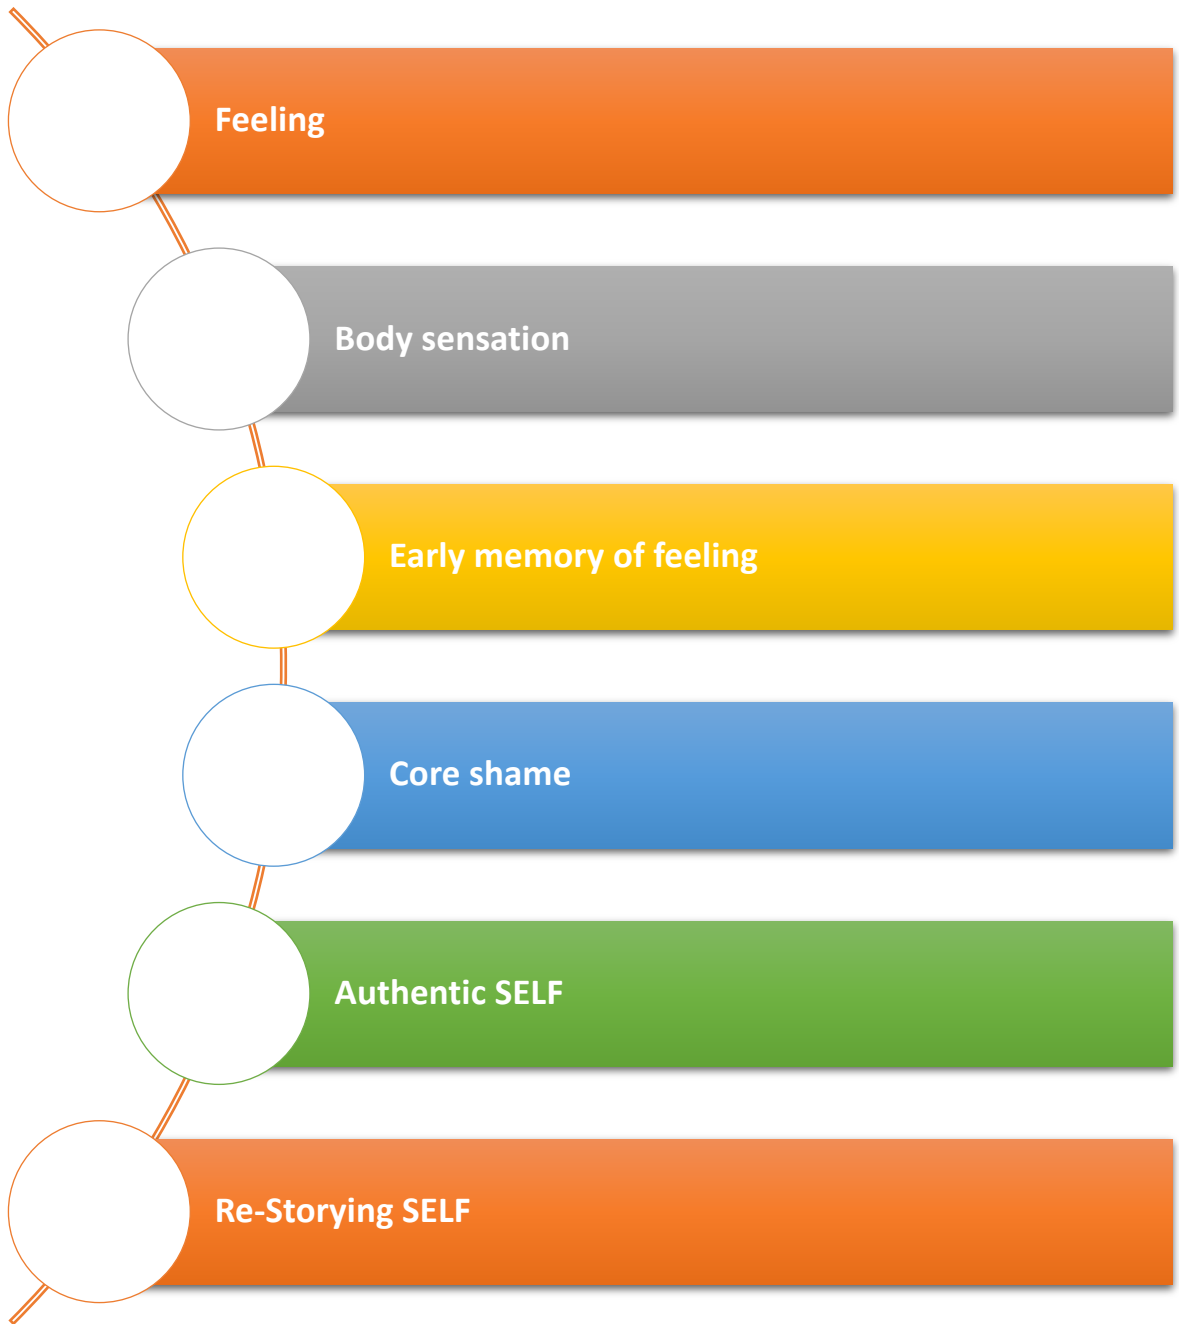 Feeling
Body sensation
Early memory of feeling
Core shame
Authentic SELF
Re-Storying SELF